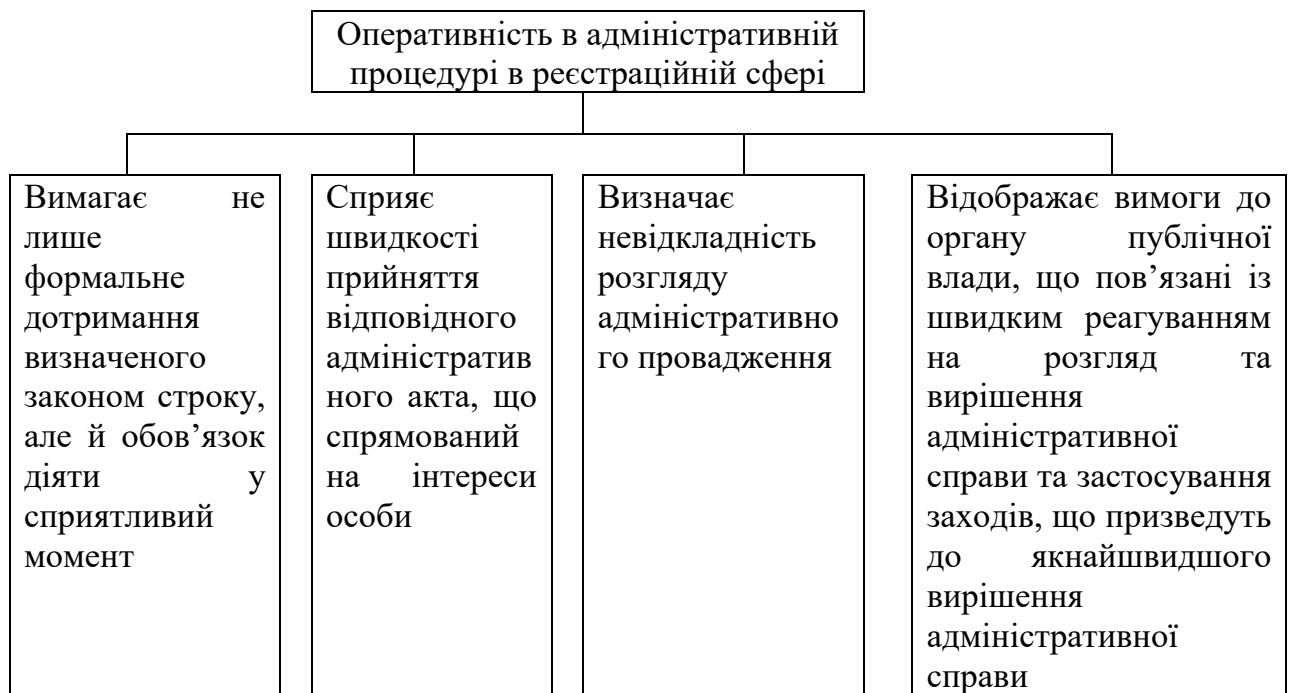 Оперативність в адміністративній
процедурі в реєстраційній сфері
Вимагає не
лише
формальне
дотримання
визначеного
законом строку,
але й обов’язок
діяти у
сприятливий
момент
Сприяє
швидкості
прийняття
відповідного
адміністратив
ного акта, що
спрямований
на інтереси
особи
Визначає
невідкладність
розгляду
адміністративно
го провадження
Відображає вимоги до
органу публічної
влади, що пов’язані із
швидким реагуванням
на розгляд та
вирішення
адміністративної
справи та застосування
заходів, що призведуть
до якнайшвидшого
вирішення
адміністративної
справи